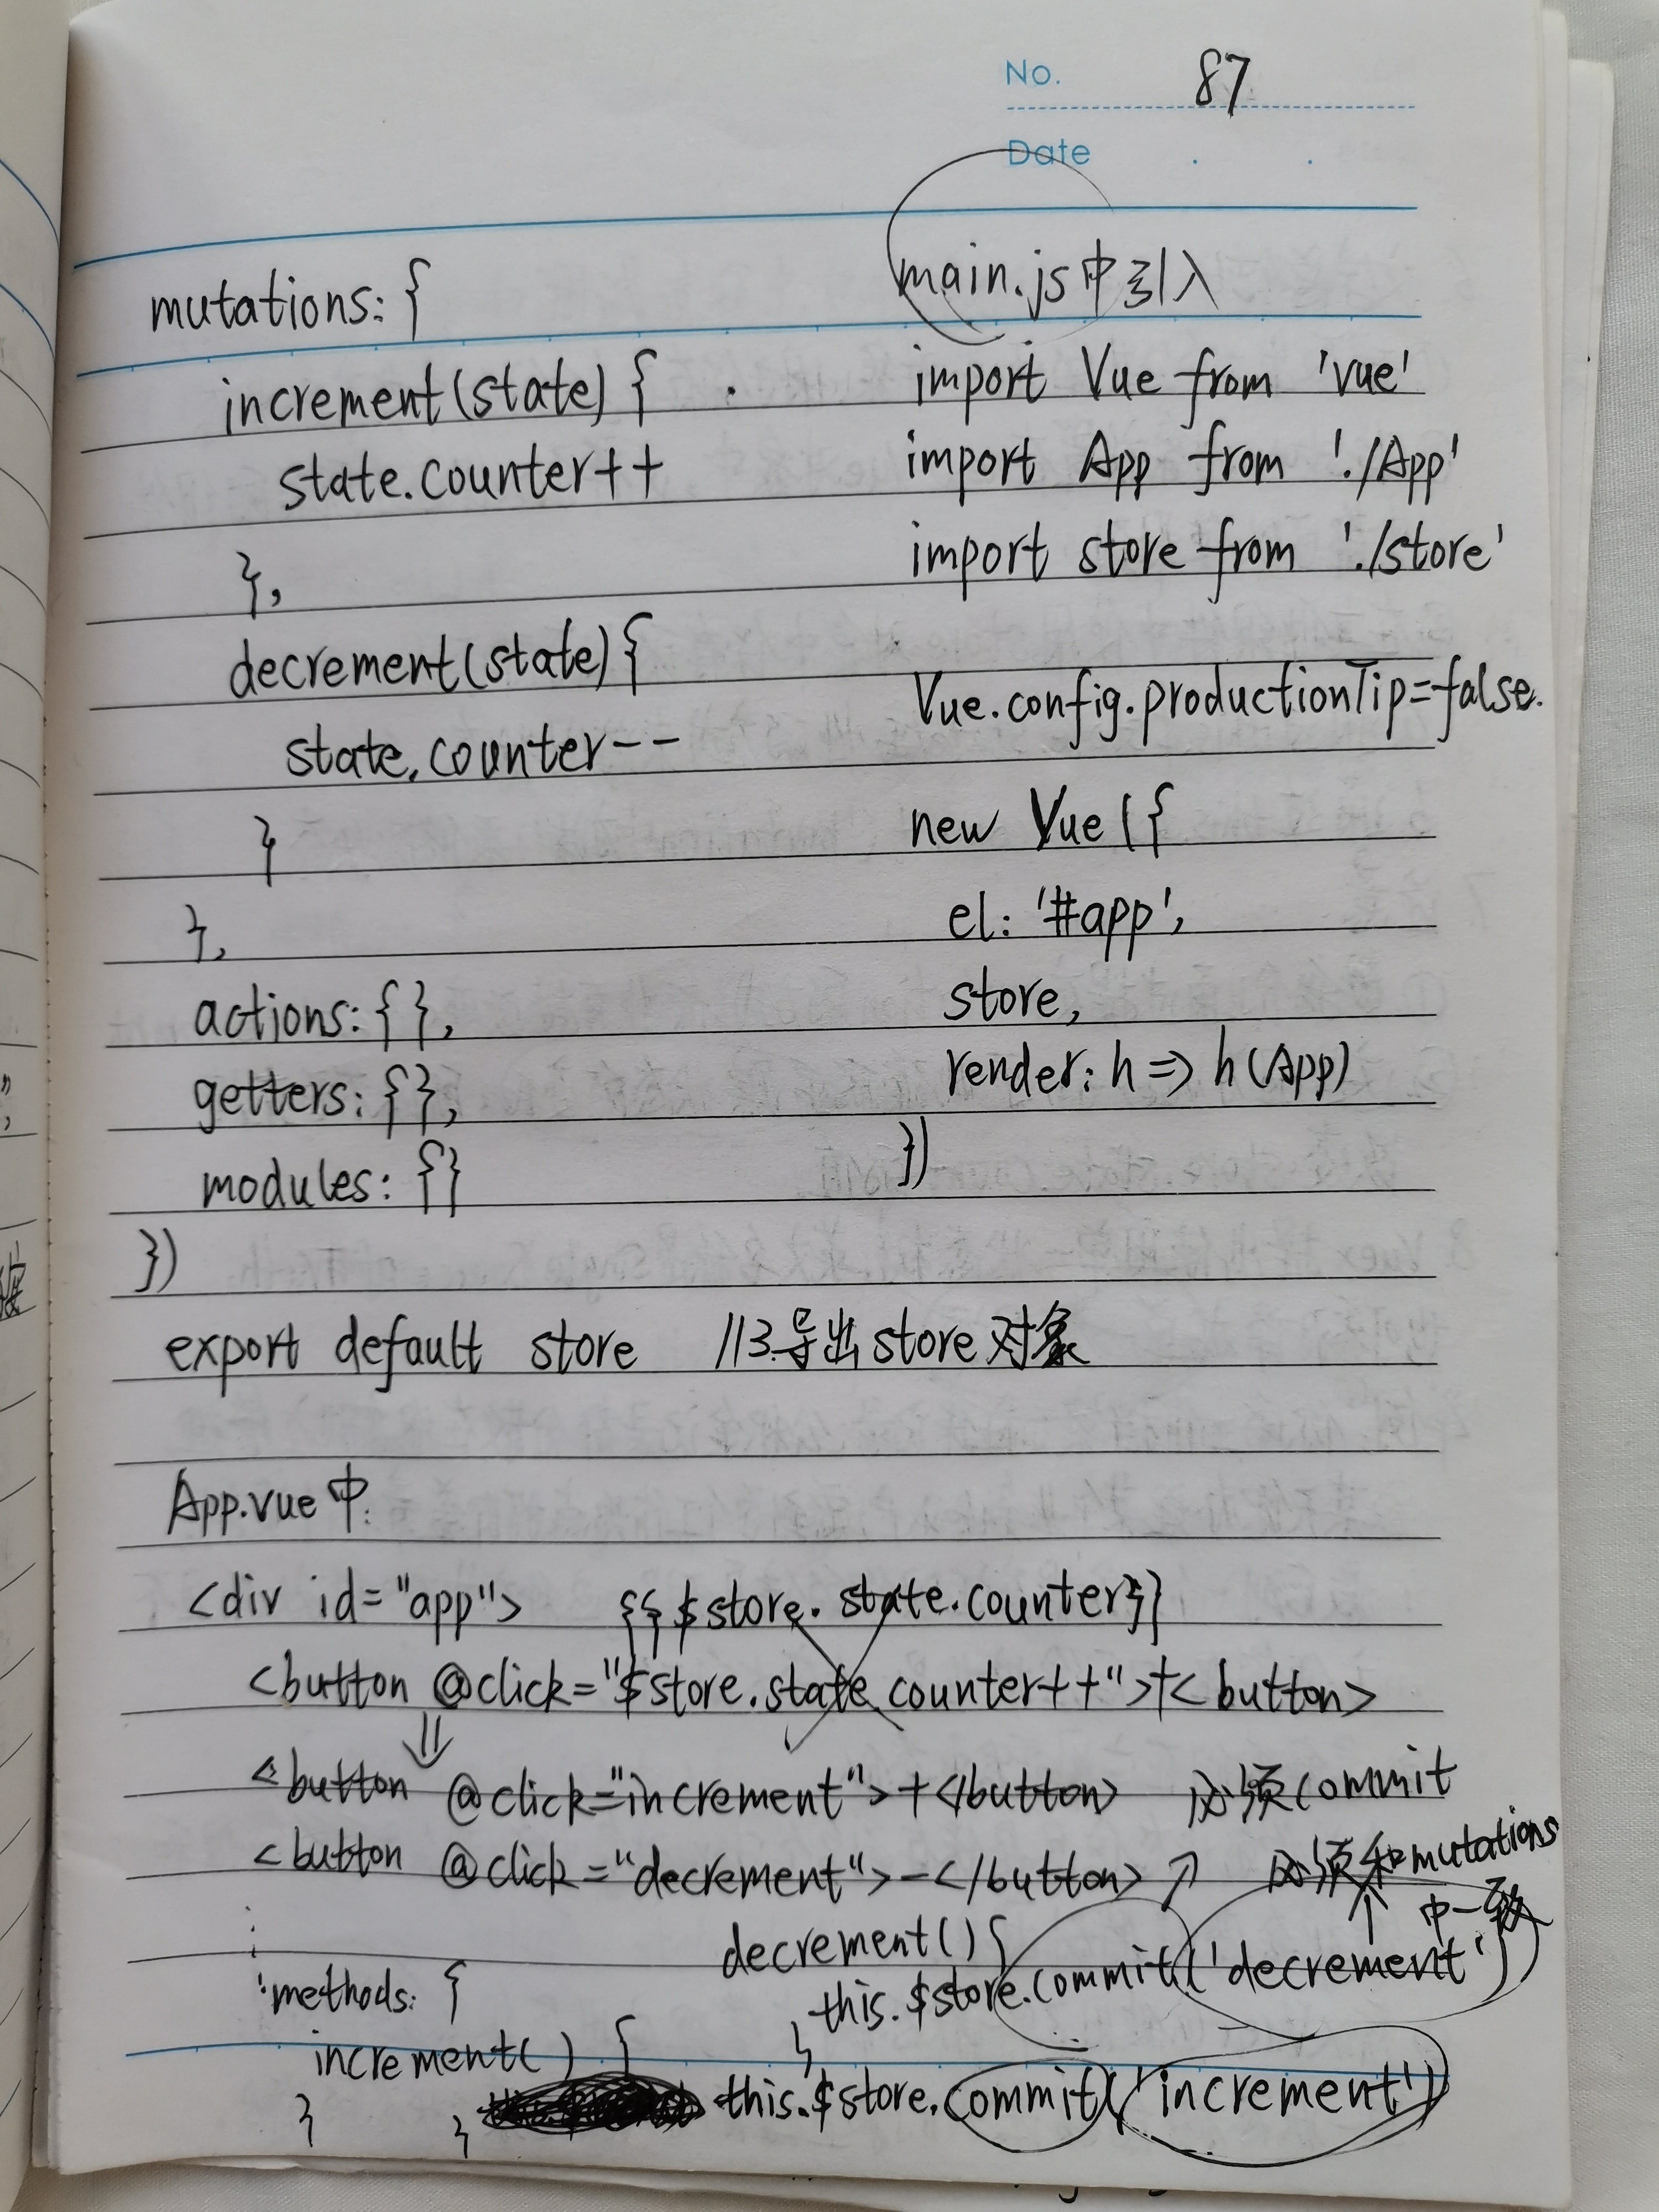 No. 87
Date
mutations: {
increment(state) {
state.counter++
},
decrement(state){
state.counter--
}
},
actions: {},
getters: {},
modules: {}
})
export default store //3.导出store对象
main.js中引入
import Vue from 'vue'
import App from './App'
import store from './store'
Vue.config.productionTip=false.
new Vue({
el: '#app',
store,
render: h => h(App)
})
App.vue中:
<div id="app"> {{$store.state.counter}}
<button @click="$store.state.counter++">+<button>
⇓
<button @click="increment">+</button> 必须commit
<button @click="decrement">-</button> ↗ 必须和mutations
↑ 中一致
decrement(){
this.$store.commit('decrement')
}
methods: {
increment() {
this.$store.commit('increment')
}
}